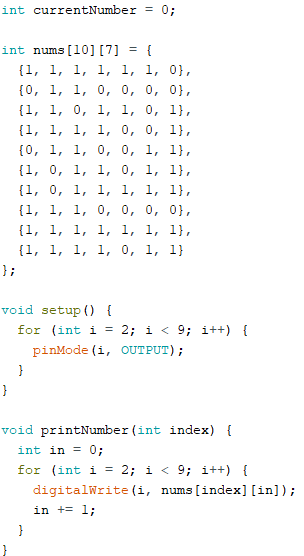 int currentNumber = 0;

int nums[10][7] = {
  {1, 1, 1, 1, 1, 1, 0},
  {0, 1, 1, 0, 0, 0, 0},
  {1, 1, 0, 1, 1, 0, 1},
  {1, 1, 1, 1, 0, 0, 1},
  {0, 1, 1, 0, 0, 1, 1},
  {1, 0, 1, 1, 0, 1, 1},
  {1, 0, 1, 1, 1, 1, 1},
  {1, 1, 1, 0, 0, 0, 0},
  {1, 1, 1, 1, 1, 1, 1},
  {1, 1, 1, 1, 0, 1, 1}
};

void setup() {
  for (int i = 2; i < 9; i++) {
    pinMode(i, OUTPUT);
  }
}

void printNumber(int index) {
  int in = 0;
  for (int i = 2; i < 9; i++) {
    digitalWrite(i, nums[index][in]);
    in += 1;
  }
}